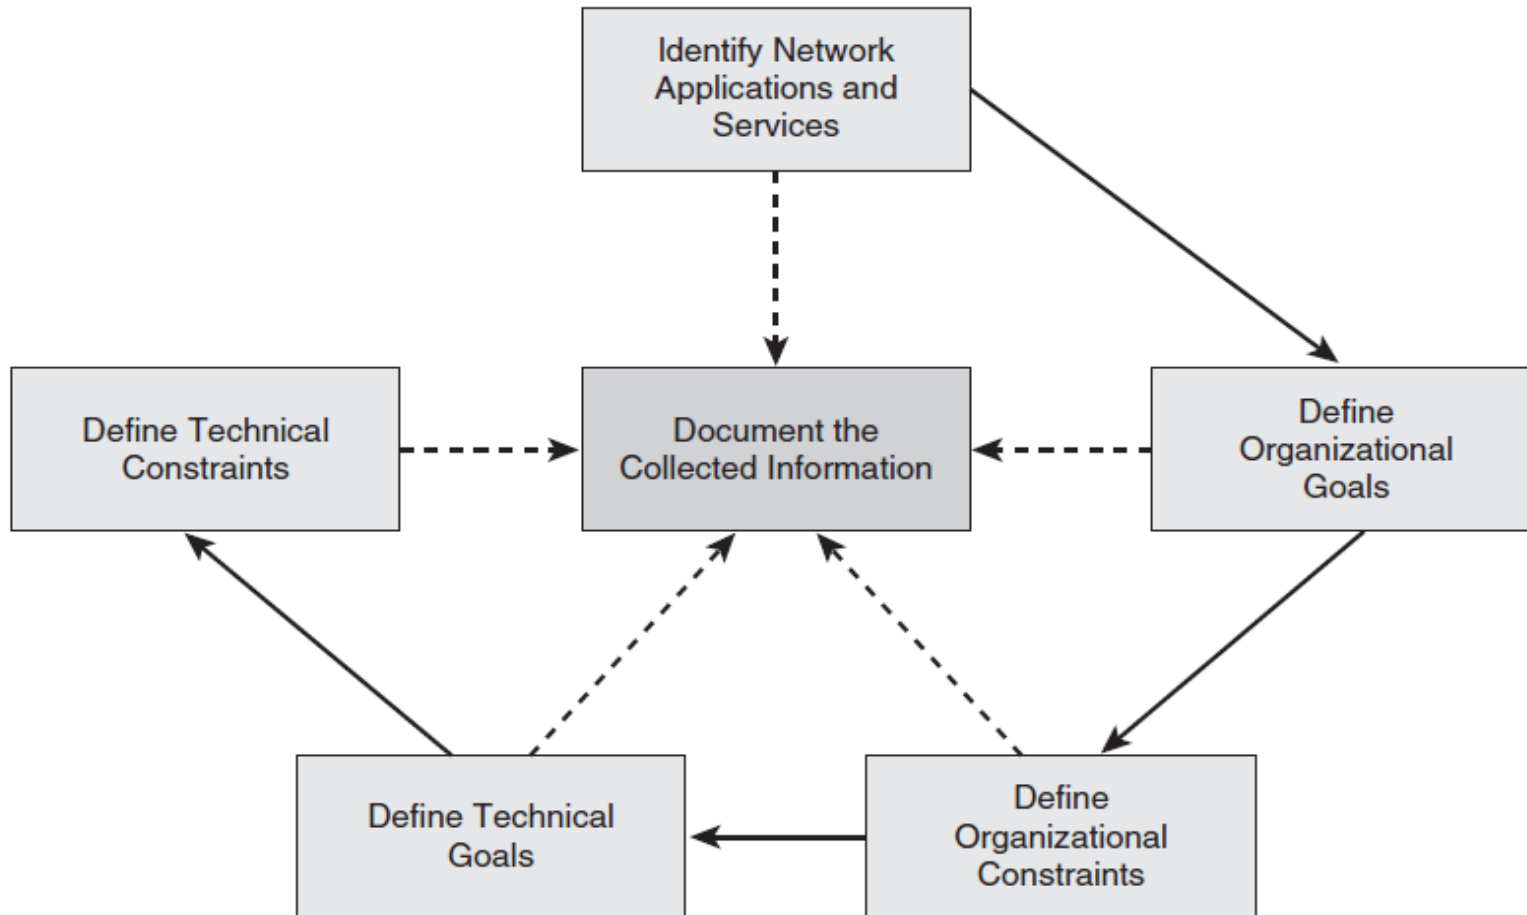 Identify Network
Applications and
Services
Define Technical
Constraints
Document the
Collected Information
Define
Organizational
Goals
Define Technical
Goals
Define
Organizational
Constraints